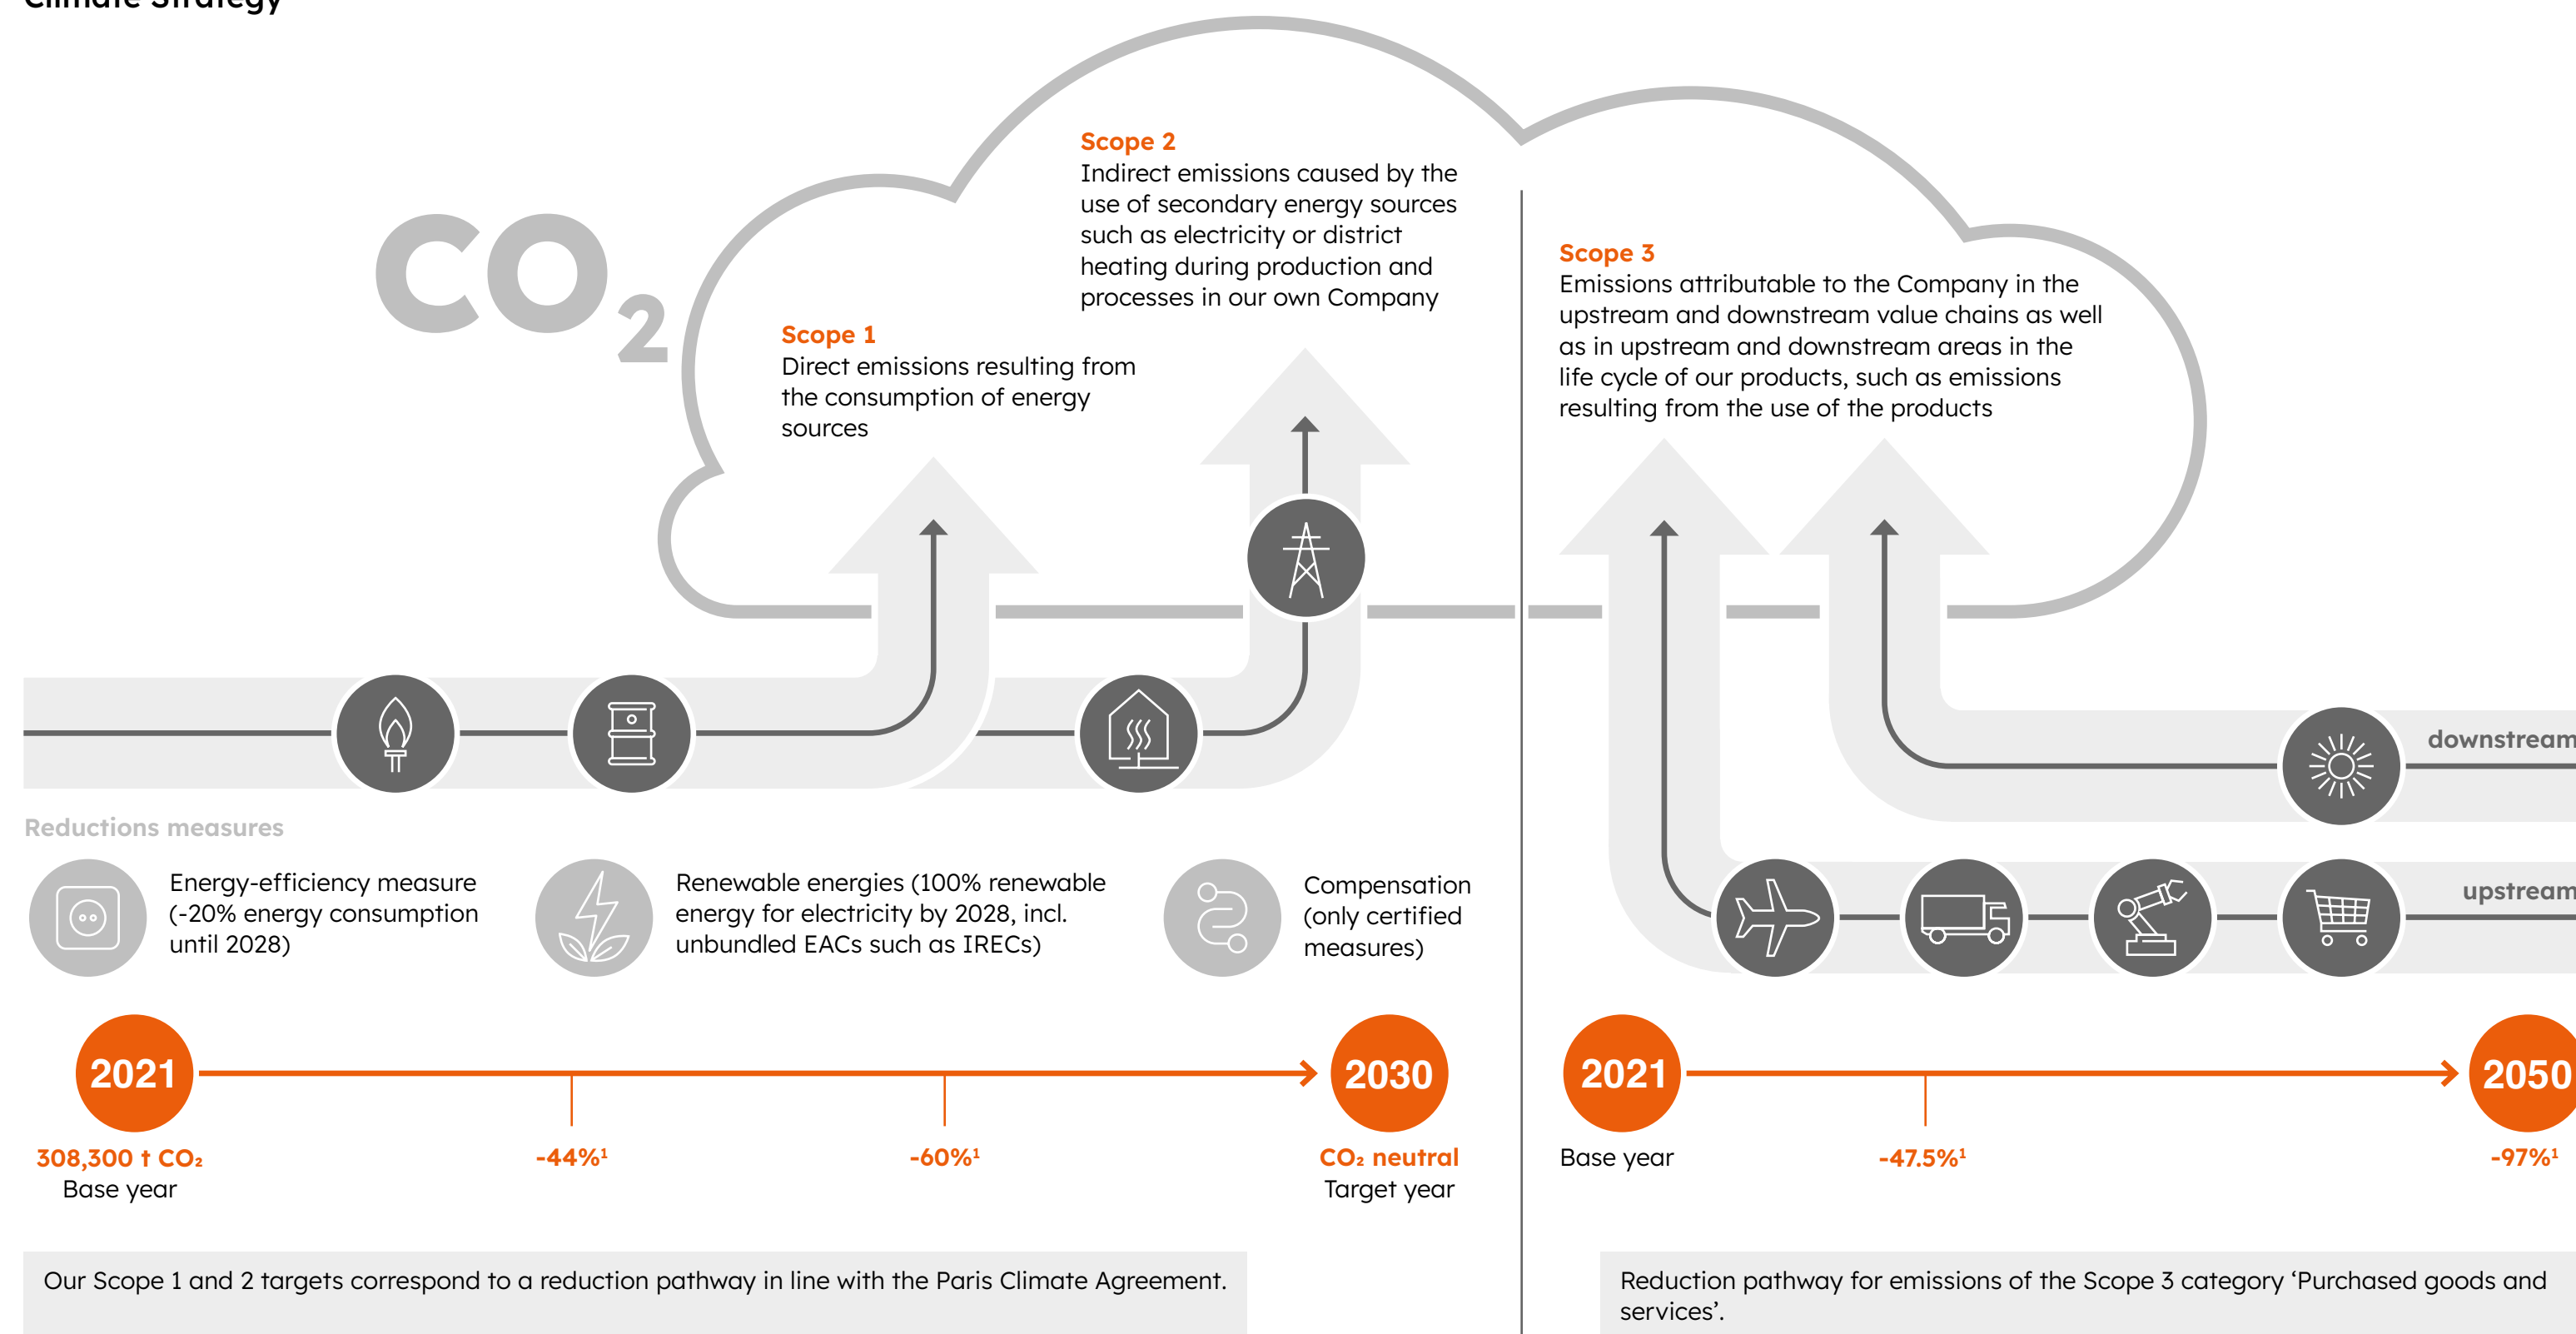 Climate Strategy
CO₂
Scope 2
Indirect emissions caused by the
use of secondary energy sources
such as electricity or district
heating during production and
processes in our own Company
Scope 1
Direct emissions resulting from
the consumption of energy
sources
Scope 3
Emissions attributable to the Company in the
upstream and downstream value chains as well
as in upstream and downstream areas in the
life cycle of our products, such as emissions
resulting from the use of the products
downstream
upstream
Reductions measures
Energy-efficiency measure
(-20% energy consumption
until 2028)
Renewable energies (100% renewable
energy for electricity by 2028, incl.
unbundled EACs such as IRECs)
Compensation
(only certified
measures)
2021
308,300 t CO₂
Base year
-44%¹
-60%¹
2030
CO₂ neutral
Target year
2021
Base year
-47.5%¹
2050
-97%¹
Our Scope 1 and 2 targets correspond to a reduction pathway in line with the Paris Climate Agreement.
Reduction pathway for emissions of the Scope 3 category ‘Purchased goods and
services’.